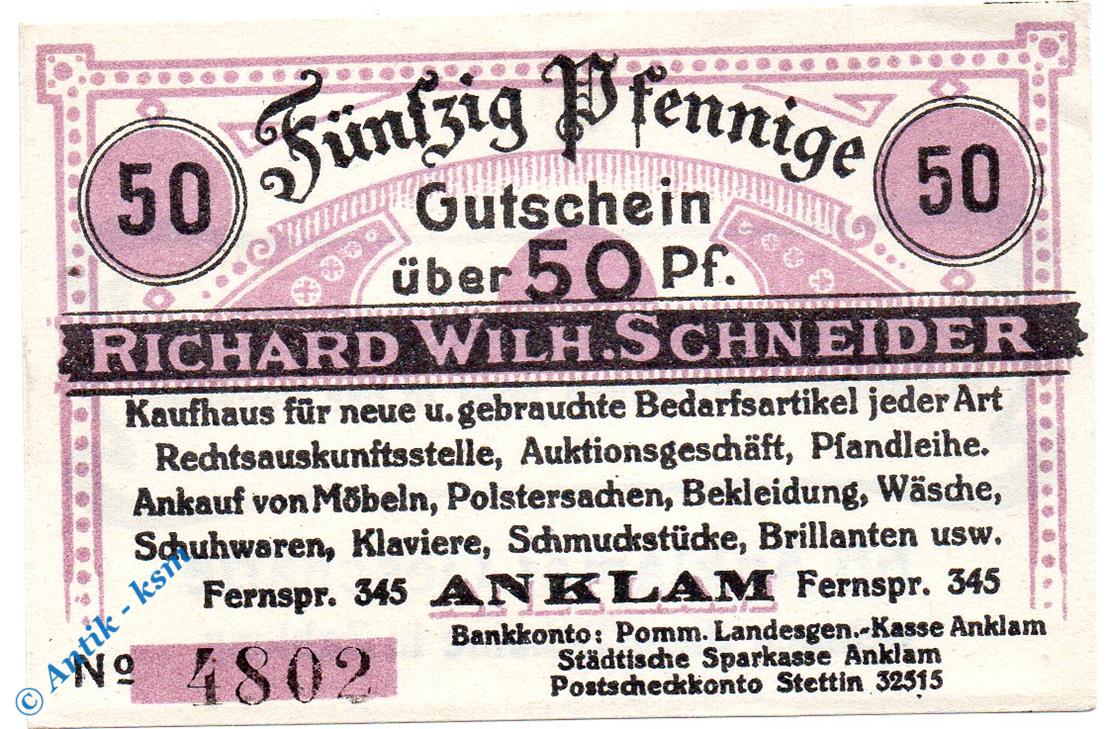 Fünfzig Pfennige
50
50
Gutschein
über 50 Pf.
RICHARD WILH. SCHNEIDER
Kaufhaus für neue u. gebrauchte Bedarfsartikel jeder Art
Rechtsauskunftsstelle, Auktionsgeschäft, Pfandleihe.
Ankauf von Möbeln, Polstersachen, Bekleidung, Wäsche,
Schuhwaren, Klaviere, Schmuckstücke, Brillanten usw.
Fernspr. 345 ANKLAM Fernspr. 345
Bankkonto: Pomm. Landesgen.-Kasse Anklam
Städtische Sparkasse Anklam
Postscheckkonto Stettin 32515
No 4802
© Antik - ksm